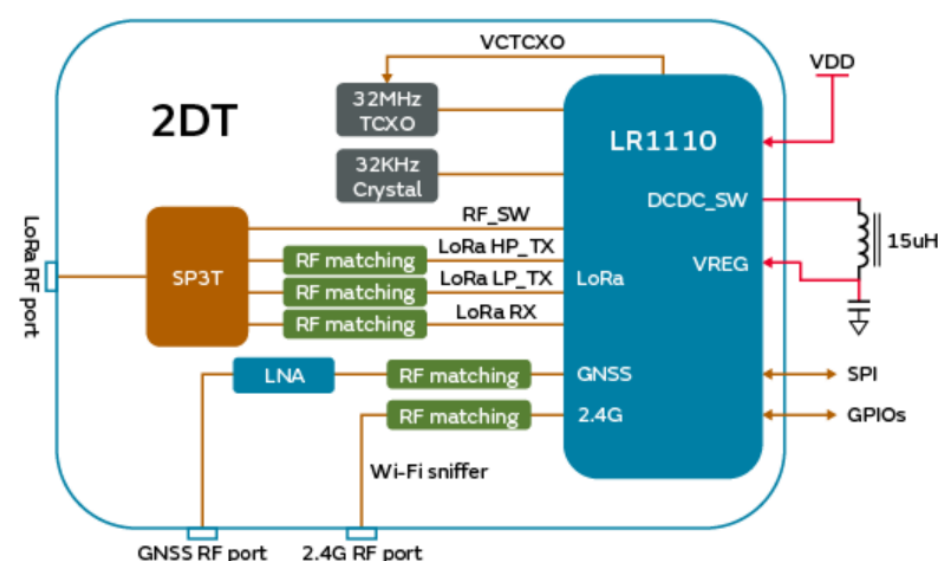 VCTCXO
VDD
2DT
32MHz
TCXO
LR1110
32KHz
Crystal
DCDC_SW
RF_SW
15uH
LoRa HP_TX
RF matching
VREG
SP3T
LoRa LP_TX
LoRa
RF matching
LoRa RX
RF matching
LoRa RF port
LNA
RF matching
GNSS
SPI
RF matching
2.4G
GPIOs
Wi-Fi sniffer
GNSS RF port
2.4G RF port